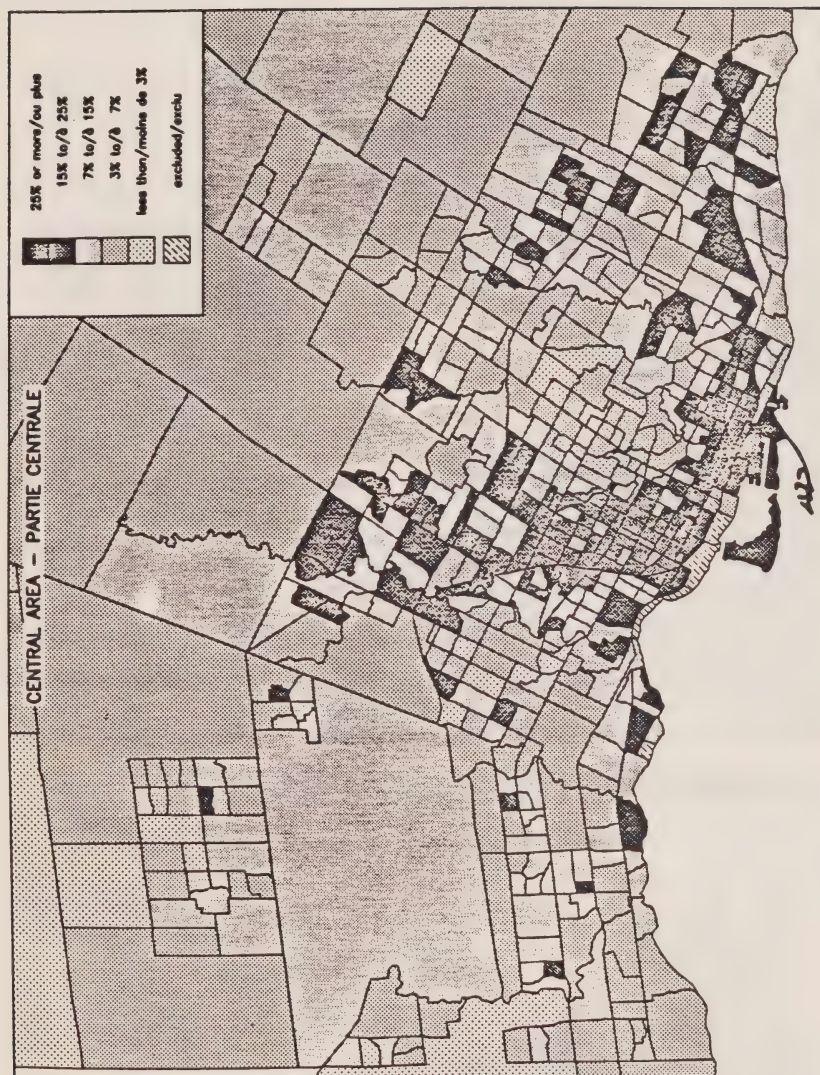 CENTRAL AREA – PARTIE CENTRALE
25% or more/ou plus
15% to/à 25%
7% to/à 15%
3% to/à 7%
less than/moins de 3%
excluded/exclu